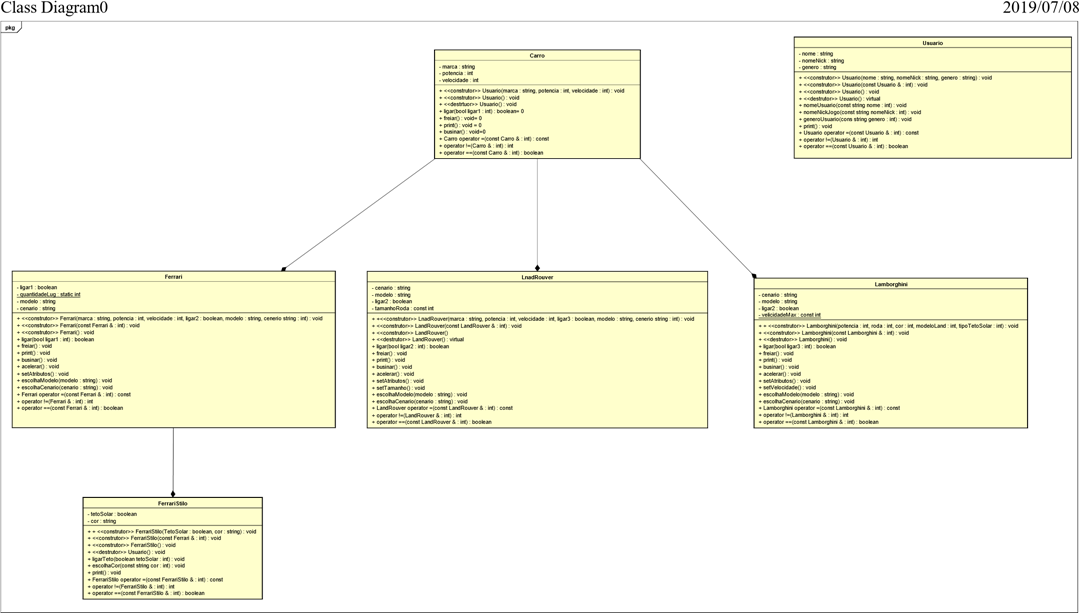 Class Diagram0
2019/07/08
pkg
Carro
- marca : string
- potencia : int
- velocidade : int
+ <<construtor>> Usuario(marca : string, potencia : int, velocidade : int) : void
+ <<construtor>> Usuario() : void
+ <<destrtuor>> Usuario() : void
+ ligar(bool ligar1 : int) : boolean= 0
+ freiar() : void= 0
+ print() : void = 0
+ businar() : void=0
+ Carro operator =(const Carro & : int) : const
+ operator !=(Carro & : int) : int
+ operator ==(const Carro & : int) : boolean
Usuario
- nome : string
- nomeNick : string
- genero : string
+ <<construtor>> Usuario(nome : string, nomeNick : string, genero : string) : void
+ <<construtor>> Usuario(const Usuario & : int) : void
+ <<construtor>> Usuario() : void
+ <<destrutor>> Usuario() : virtual
+ nomeUsuario(const string nome : int) : void
+ nomeNickJogo(const string nomeNick : int) : void
+ generoUsuario(cons string genero : int) : void
+ print() : void
+ Usuario operator =(const Usuario & : int) : const
+ operator !=(Usuario & : int) : int
+ operator ==(const Usuario & : int) : boolean
Ferrari
- ligar1 : boolean
- quantidadeLug : static int
- modelo : string
- cenario : string
+ <<construtor>> Ferrari(marca : string, potencia : int, velocidade : int, ligar2 : boolean, modelo : string, cenerio string : int) : void
+ <<construtor>> Ferrari(const Ferrari & : int) : void
+ <<construtor>> Ferrari() : void
+ ligar(bool ligar1 : int) : boolean
+ freiar() : void
+ print() : void
+ businar() : void
+ acelerar() : void
+ setAtributos() : void
+ escolhaModelo(modelo : string) : void
+ escolhaCenario(cenario : string) : void
+ Ferrari operator =(const Ferrari & : int) : const
+ operator !=(Ferrari & : int) : int
+ operator ==(const Ferrari & : int) : boolean
LnadRouver
- cenario : string
- modelo : string
- ligar2 : boolean
- tamanhoRoda : const int
+ <<construtor>> LnadRouver(marca : string, potencia : int, velocidade : int, ligar3 : boolean, modelo : string, cenerio string : int) : void
+ <<construtor>> LandRouver(const LandRouver & : int) : void
+ <<construtor>> LandRouver()
+ <<destrutor>> LandRouver() : virtual
+ ligar(bool ligar2 : int) : boolean
+ freiar() : void
+ print() : void
+ businar() : void
+ acelerar() : void
+ setAtributos() : void
+ setTamanho() : void
+ escolhaModelo(modelo : string) : void
+ escolhaCenario(cenario : string) : void
+ LandRouver operator =(const LandRouver & : int) : const
+ operator !=(LandRouver & : int) : int
+ operator ==(const LandRouver & : int) : boolean
Lamborghini
- cenario : string
- modelo : string
- ligar2 : boolean
- velicidadeMax : const int
+ + <<construtor>> Lamborghini(potencia : int, roda : int, cor : int, modeloLand : int, tipoTetoSolar : int) : void
+ <<construtor>> Lamborghini(const Lamborghini & : int) : void
+ <<destrutor>> Lamborghini() : void
+ ligar(bool ligar3 : int) : boolean
+ freiar() : void
+ print() : void
+ businar() : void
+ acelerar() : void
+ setAtributos() : void
+ setVelocidade() : void
+ escolhaModelo(modelo : string) : void
+ escolhaCenario(cenario : string) : void
+ Lamborghini operator =(const Lamborghini & : int) : const
+ operator !=(Lamborghini & : int) : int
+ operator ==(const Lamborghini & : int) : boolean
FerrariStilo
- tetoSolar : boolean
- cor : string
+ + <<construtor>> FerrariStilo(TetoSolar : boolean, cor : string) : void
+ <<construtor>> FerrariStilo(const Ferrari & : int) : void
+ <<construtor>> FerrariStilo() : void
+ <<destrutor>> Usuario() : void
+ ligarTeto(boolean tetoSolar : int) : void
+ escolhaCor(const string cor : int) : void
+ print() : void
+ FerrariStilo operator =(const FerrariStilo & : int) : const
+ operator !=(FerrariStilo & : int) : int
+ operator ==(const FerrariStilo & : int) : boolean